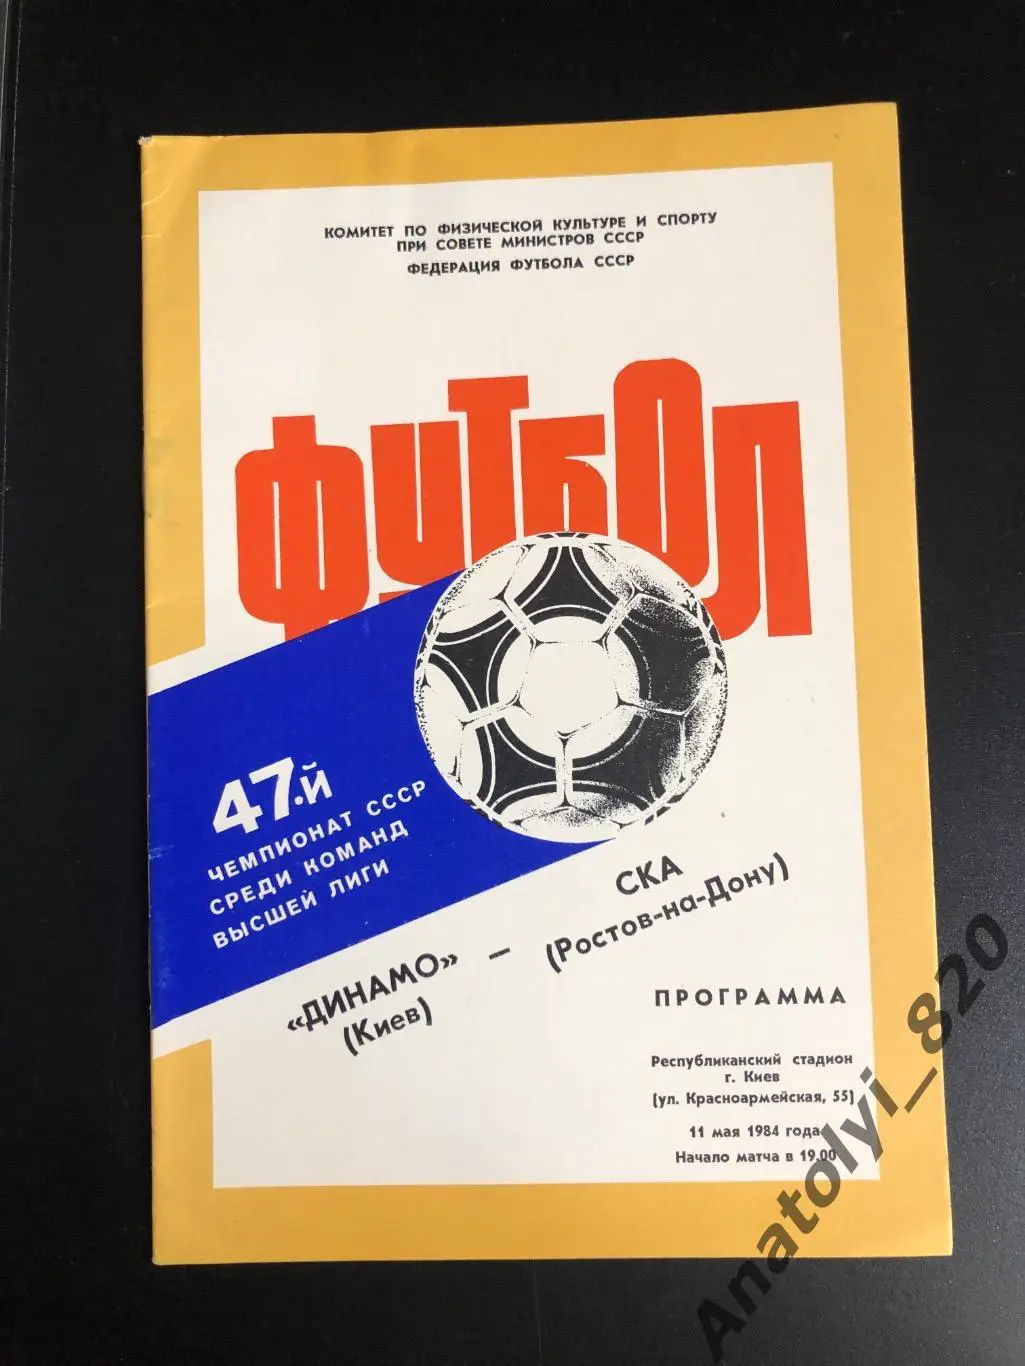 КОМИТЕТ ПО ФИЗИЧЕСКОЙ КУЛЬТУРЕ И СПОРТУ
ПРИ СОВЕТЕ МИНИСТРОВ СССР
ФЕДЕРАЦИЯ ФУТБОЛА СССР
ФУТБОЛ
47-й
ЧЕМПИОНАТ СССР
СРЕДИ КОМАНД
ВЫСШЕЙ ЛИГИ
«ДИНАМО» – СКА
(Киев) (Ростов-на-Дону)
ПРОГРАММА
Республиканский стадион
г. Киев
(ул. Красноармейская, 55)
11 мая 1984 года
Начало матча в 19.00
Anatolyi_820